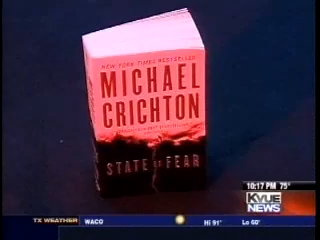 NEW YORK TIMES BESTSELLER
MICHAEL
CRICHTON
STATE OF FEAR
10:17 PM 75°
KVUE
NEWS
TX WEATHER WACO Hi 91° Lo 60°